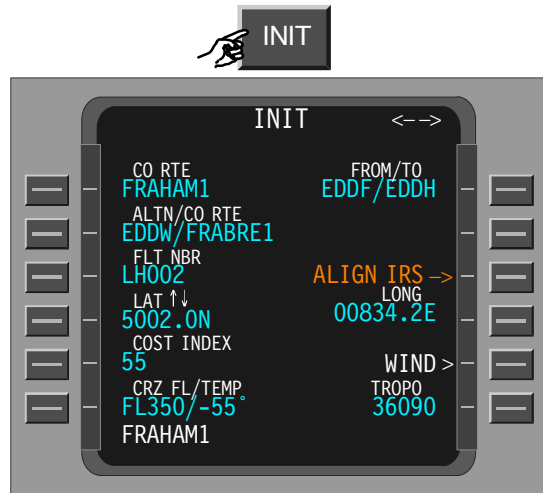 INIT
INIT <-->
CO RTE FROM/TO
FRAHAM1 EDDF/EDDH
ALTN/CO RTE
EDDW/FRABRE1
FLT NBR
LH002 ALIGN IRS –>
LAT ↑↓ LONG
5002.0N 00834.2E
COST INDEX
55 WIND >
CRZ FL/TEMP TROPO
FL350/-55° 36090
FRAHAM1